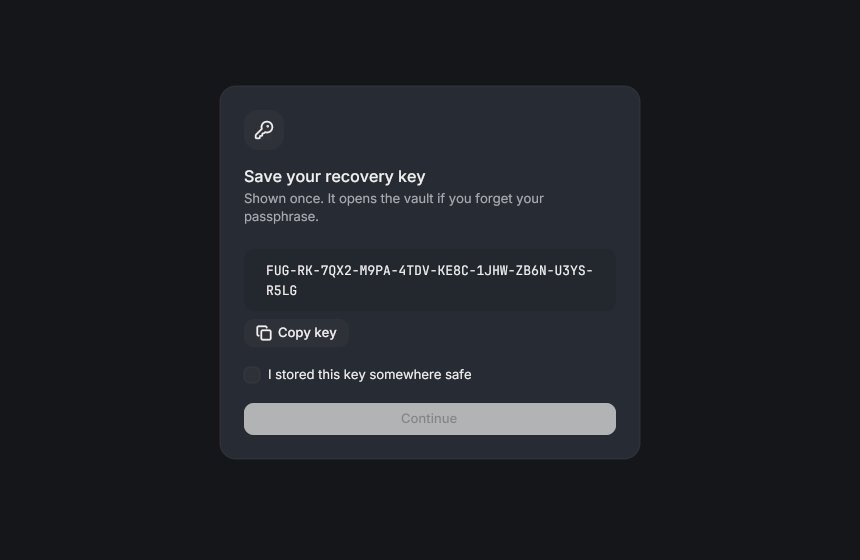 Save your recovery key
Shown once. It opens the vault if you forget your
passphrase.
FUG-RK-7QX2-M9PA-4TDV-KE8C-1JHW-ZB6N-U3YS-
R5LG
Copy key
I stored this key somewhere safe
Continue